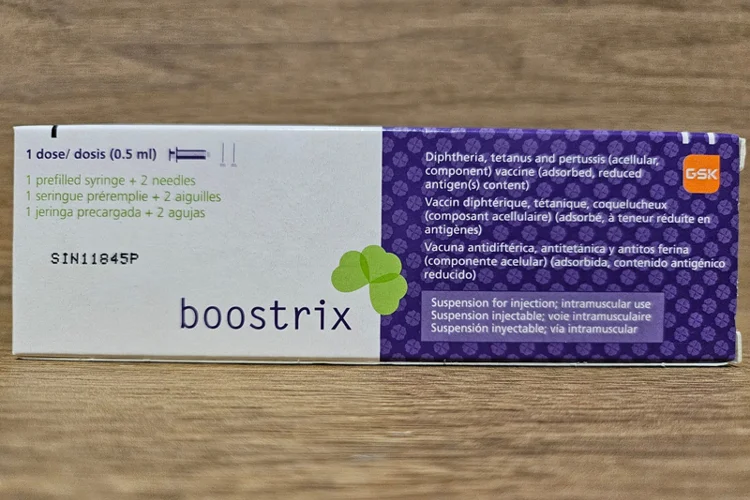 1 dose/ dosis (0.5 ml)
1 prefilled syringe + 2 needles
1 seringue préremplie + 2 aiguilles
1 jeringa precargada + 2 agujas
SIN11845P
boostrix
Diphtheria, tetanus and pertussis (acellular,
component) vaccine (adsorbed, reduced
antigen(s) content)
Vaccin diphtérique, tétanique, coquelucheux
(composant acellulaire) (adsorbé, à teneur réduite en
antigènes)
Vacuna antidiftérica, antitetánica y antitos ferina
(componente acelular) (adsorbida, contenido antigénico
reducido)
GSK
Suspension for injection; intramuscular use
Suspension injectable; voie intramusculaire
Suspensión inyectable; vía intramuscular